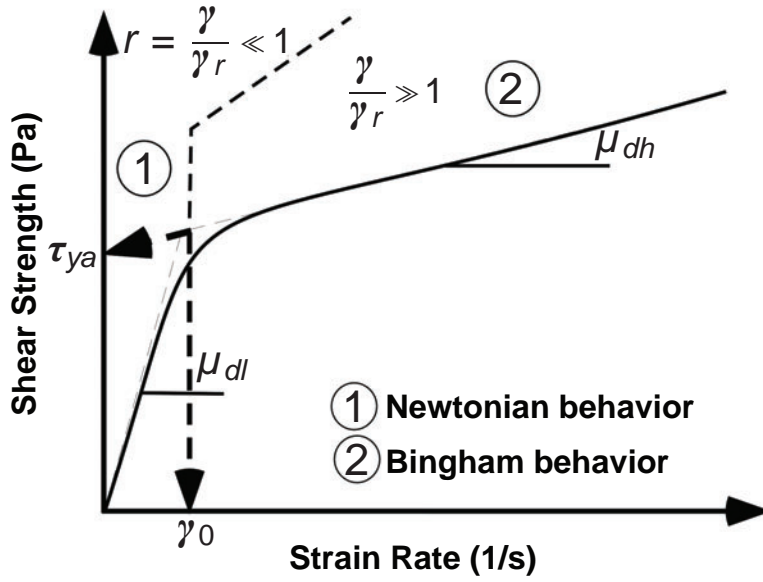 r = γ/γr ≪ 1
γ/γr ≫ 1
②
①
μdh
τya
μdl
① Newtonian behavior
② Bingham behavior
γ0
Strain Rate (1/s)
Shear Strength (Pa)